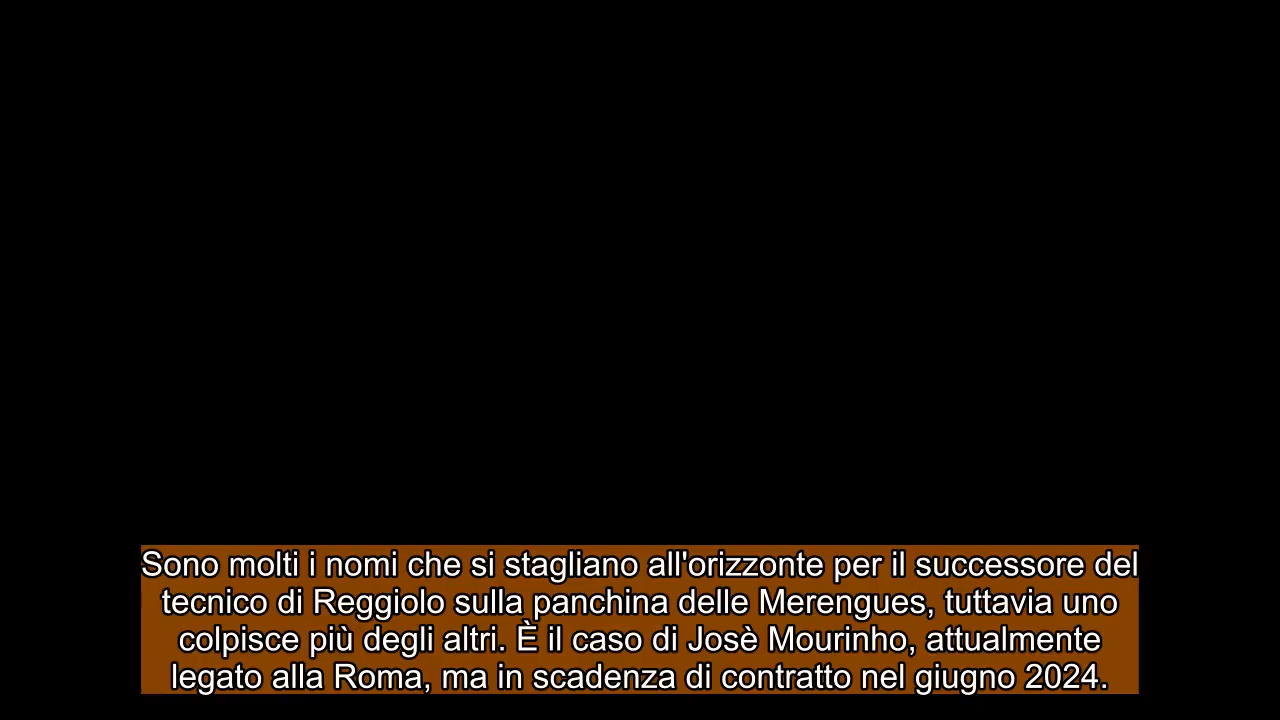 Sono molti i nomi che si stagliano all'orizzonte per il successore del
tecnico di Reggiolo sulla panchina delle Merengues, tuttavia uno
colpisce più degli altri. È il caso di Josè Mourinho, attualmente
legato alla Roma, ma in scadenza di contratto nel giugno 2024.